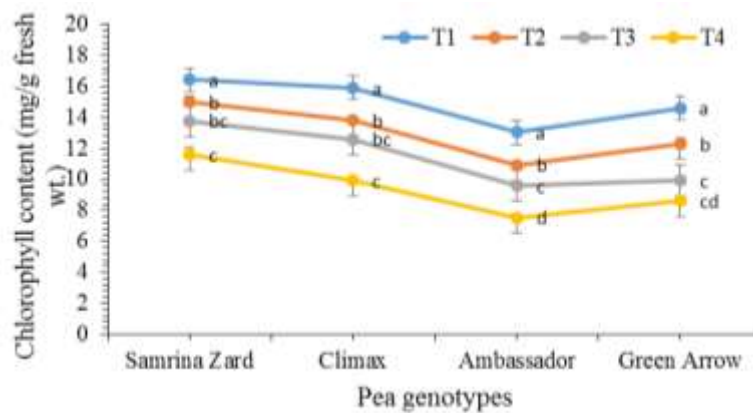 Chlorophyll content (mg/g fresh
wt.)
20
18
16
14
12
10
8
6
4
2
0
T1 T2 T3 T4
a a a a
b b b b
bc bc c c
c c d cd
Samrina Zard Climax Ambassador Green Arrow
Pea genotypes